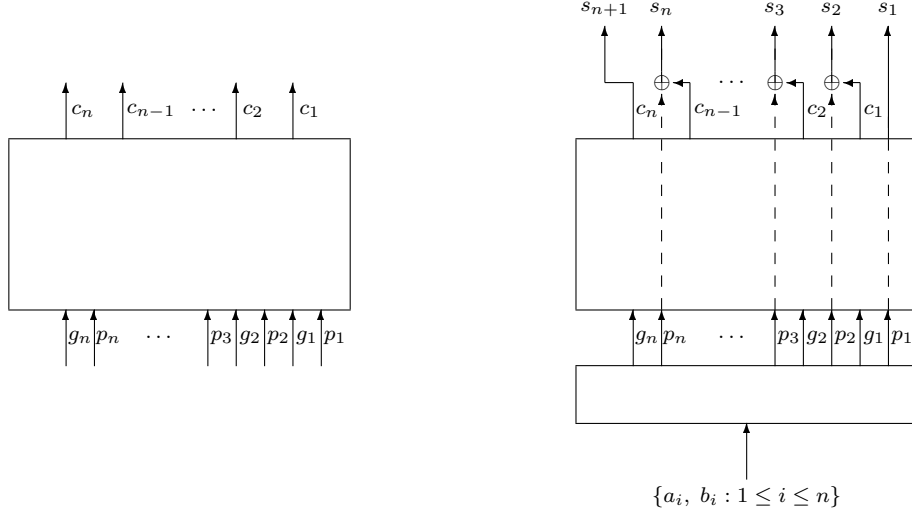 s_{n+1} s_n s_3 s_2 s_1
⊕ ··· ⊕ ⊕
c_n c_{n-1} ··· c_2 c_1
c_n c_{n-1} c_2 c_1
g_n p_n ··· p_3 g_2 p_2 g_1 p_1
g_n p_n ··· p_3 g_2 p_2 g_1 p_1
{a_i, b_i : 1 ≤ i ≤ n}